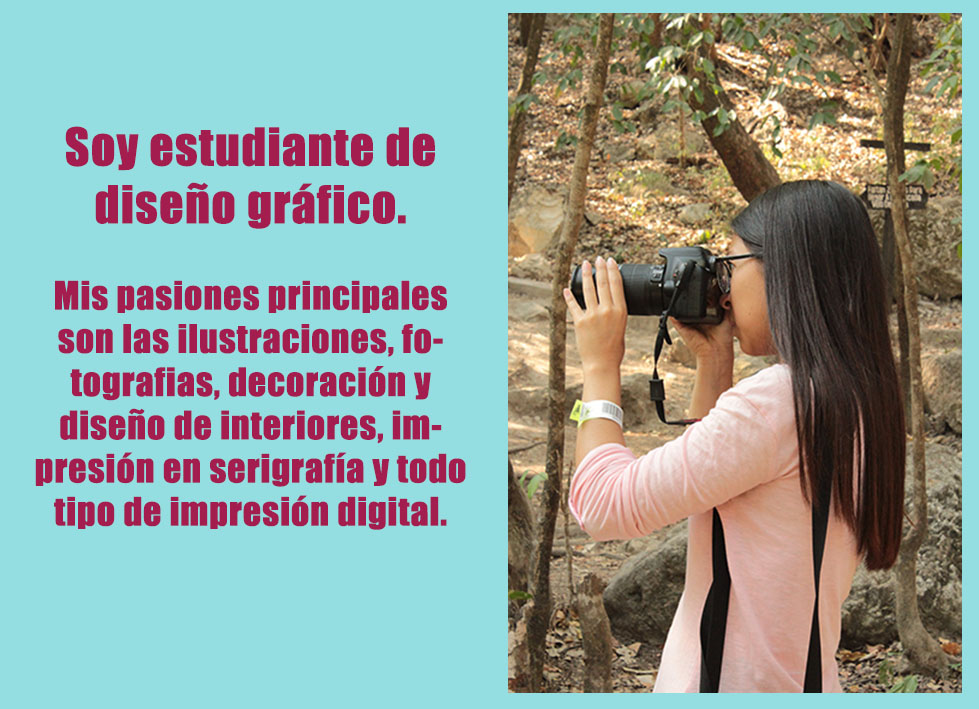 Soy estudiante de
diseño gráfico.
Mis pasiones principales
son las ilustraciones, fo-
tografias, decoración y
diseño de interiores, im-
presión en serigrafía y todo
tipo de impresión digital.